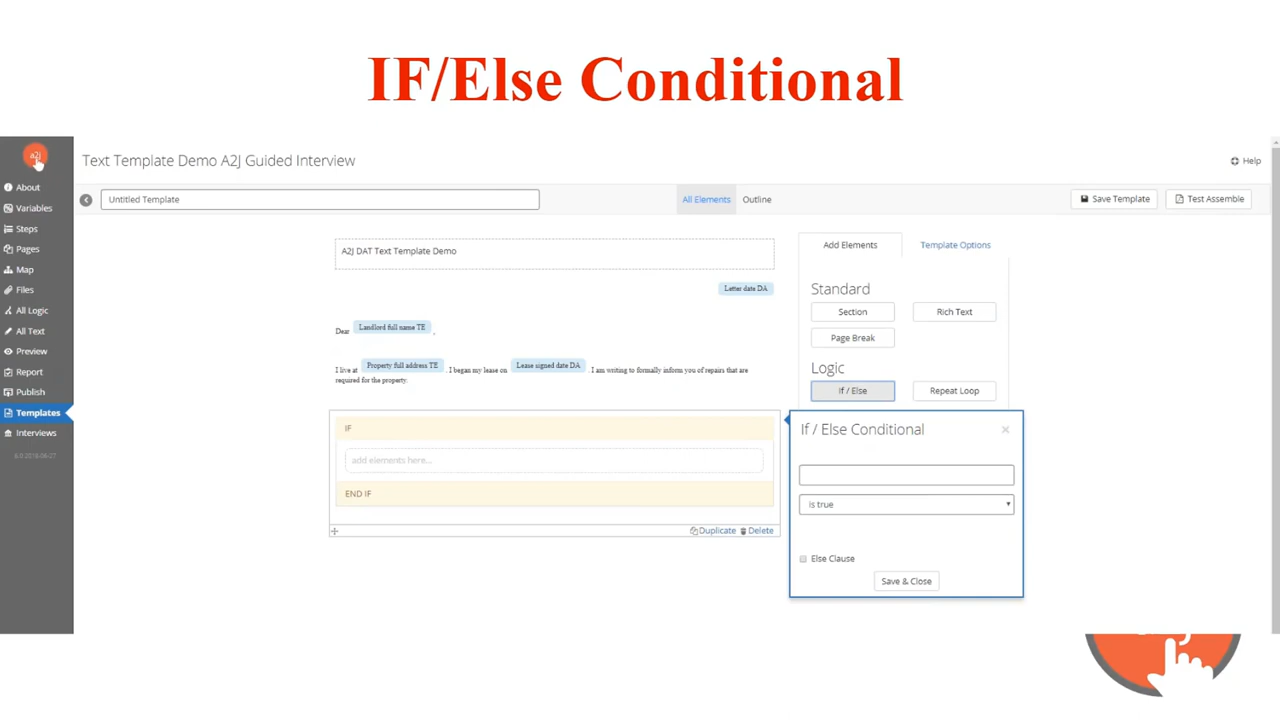 IF/Else Conditional
a2j
Text Template Demo A2J Guided Interview
Help
About
Variables
Steps
Pages
Map
Files
All Logic
All Text
Preview
Report
Publish
Templates
Interviews
Untitled Template
All Elements
Outline
Save Template
Test Assemble
A2J DAT Text Template Demo
Letter date DA
Dear Landlord full name TE ,
I live at Property full address TE . I began my lease on Lease signed date DA . I am writing to formally inform you of repairs that are
required for the property.
IF
add elements here...
END IF
Duplicate Delete
Add Elements
Template Options
Standard
Section
Rich Text
Page Break
Logic
If / Else
Repeat Loop
If / Else Conditional
is true
Else Clause
Save & Close